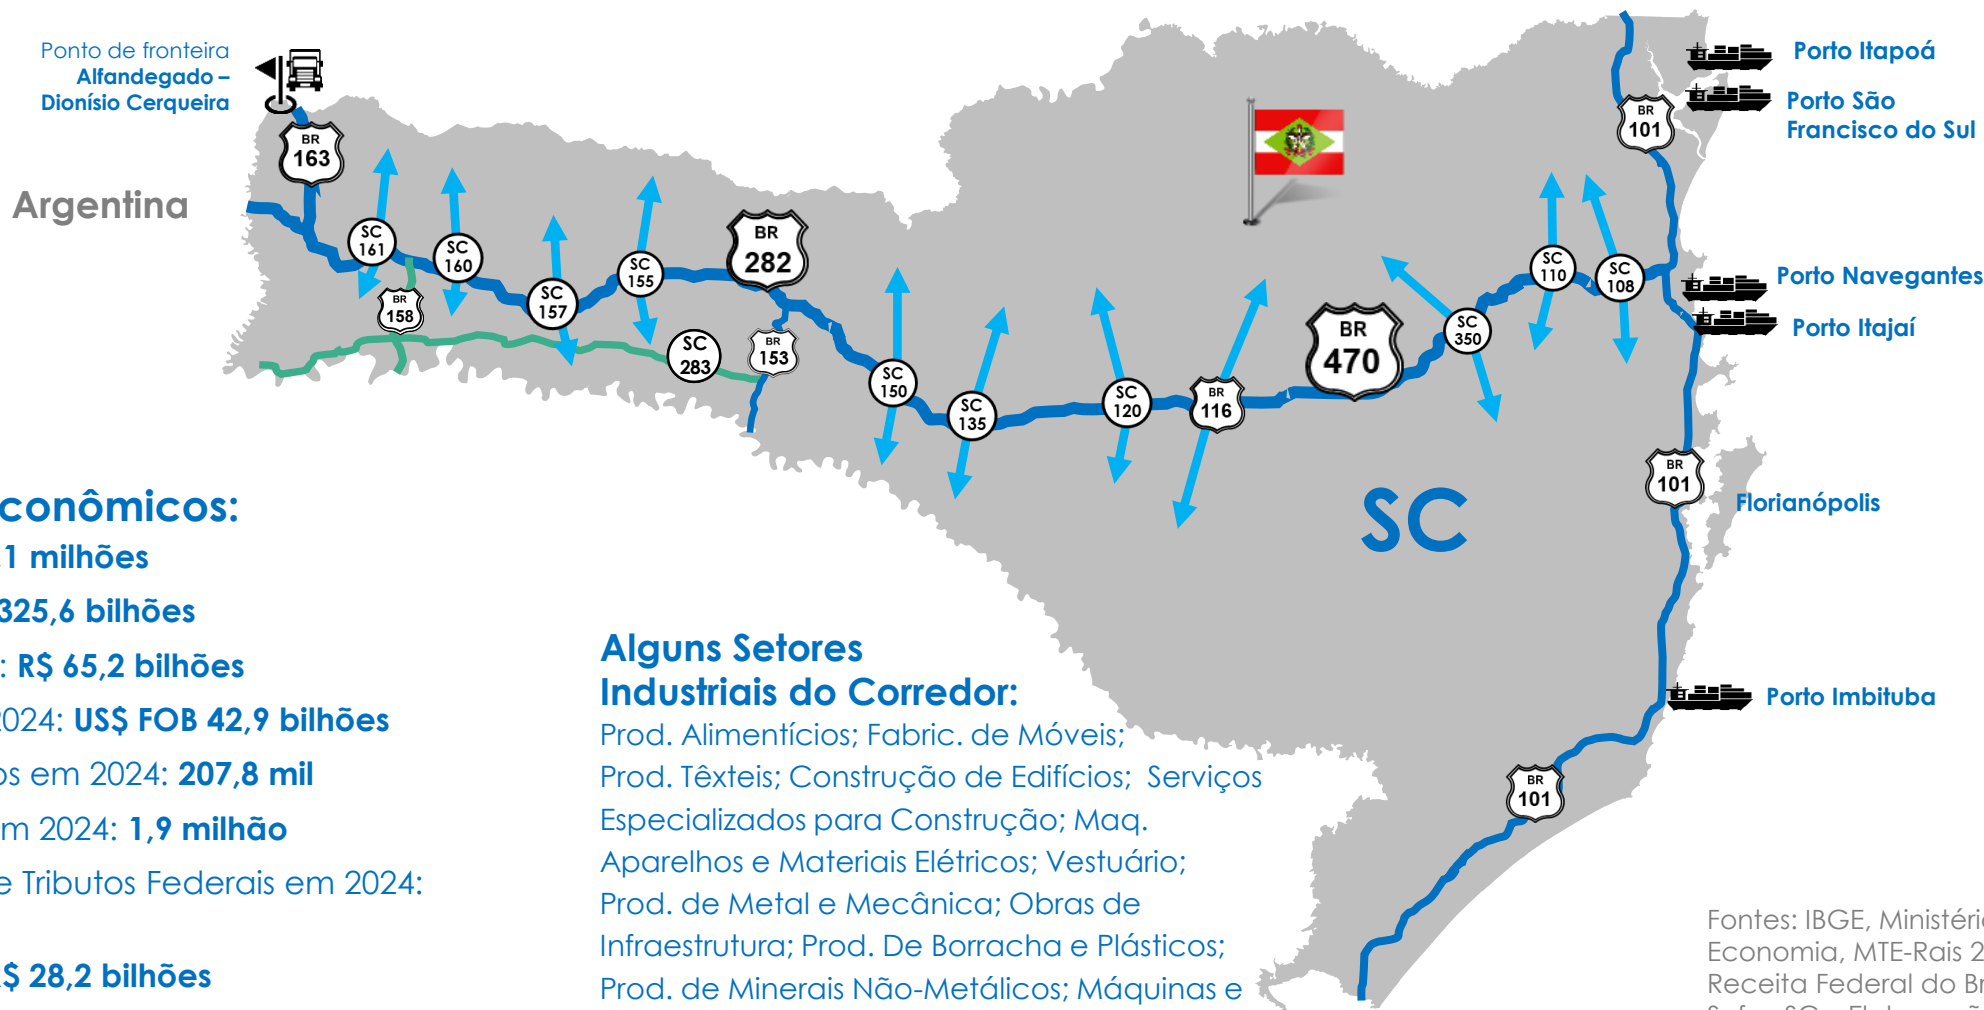 Ponto de fronteira
Alfandegado –
Dionísio Cerqueira
Argentina
BR
163
SC
161
SC
160
BR
158
SC
157
SC
155
BR
282
SC
283
BR
153
SC
150
SC
135
SC
120
BR
116
BR
470
SC
350
SC
110
SC
108
BR
101
Porto Itapoá
Porto São
Francisco do Sul
Porto Navegantes
Porto Itajaí
BR
101
Florianópolis
SC
Porto Imbituba
BR
101
conômicos:
1 milhões
325,6 bilhões
: R$ 65,2 bilhões
2024: US$ FOB 42,9 bilhões
os em 2024: 207,8 mil
m 2024: 1,9 milhão
e Tributos Federais em 2024:
$ 28,2 bilhões
Alguns Setores
Industriais do Corredor:
Prod. Alimentícios; Fabric. de Móveis;
Prod. Têxteis; Construção de Edifícios; Serviços
Especializados para Construção; Maq.
Aparelhos e Materiais Elétricos; Vestuário;
Prod. de Metal e Mecânica; Obras de
Infraestrutura; Prod. De Borracha e Plásticos;
Prod. de Minerais Não-Metálicos; Máquinas e
Fontes: IBGE, Ministéri
Economia, MTE-Rais 2
Receita Federal do Br